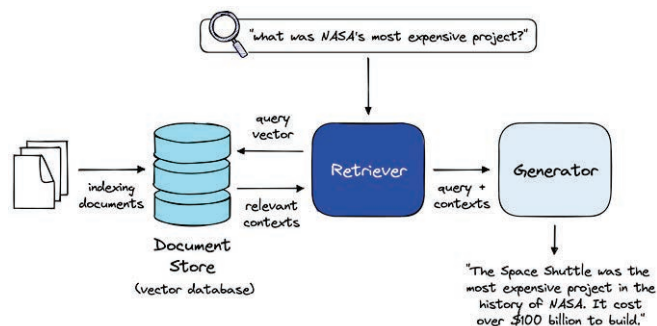 "what was NASA's most expensive project?"
query
vector
Retriever
Generator
indexing
documents
relevant
contexts
query +
contexts
Document
Store
(vector database)
"The Space Shuttle was the
most expensive project in the
history of NASA. It cost
over $100 billion to build."